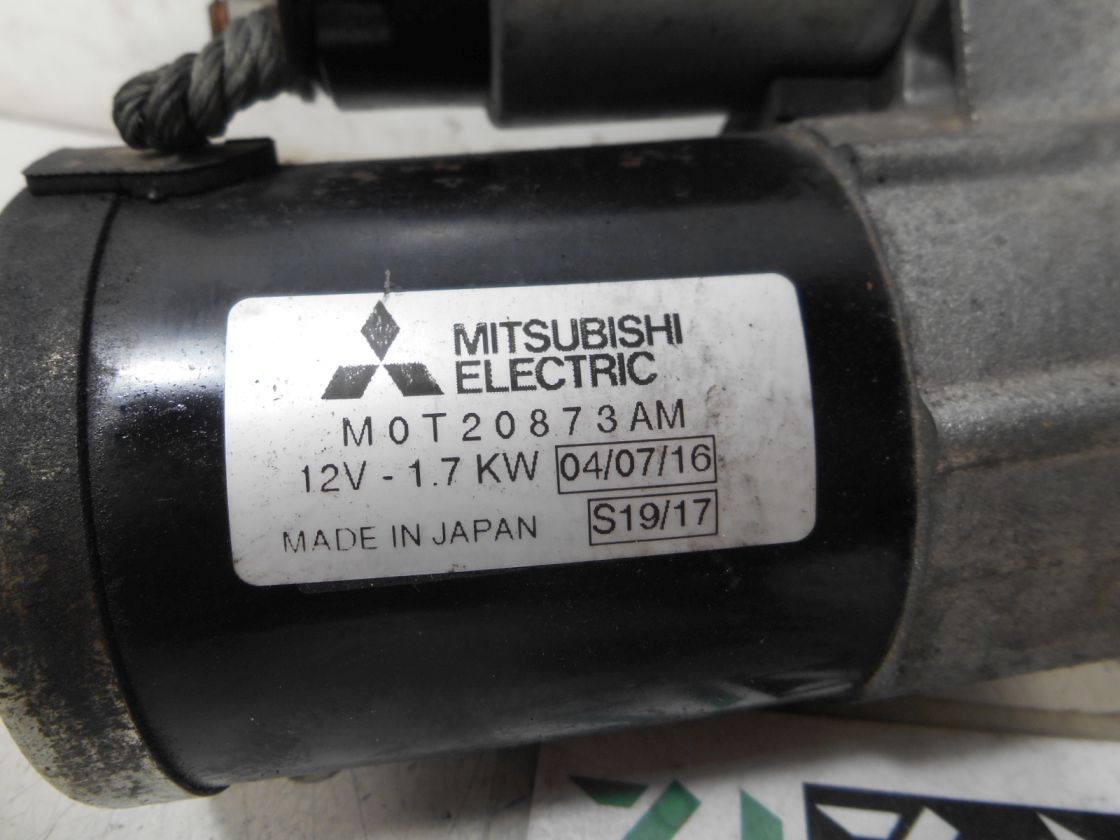 MITSUBISHI
ELECTRIC
M0T20873AM
12V - 1.7 KW 04/07/16
MADE IN JAPAN S19/17